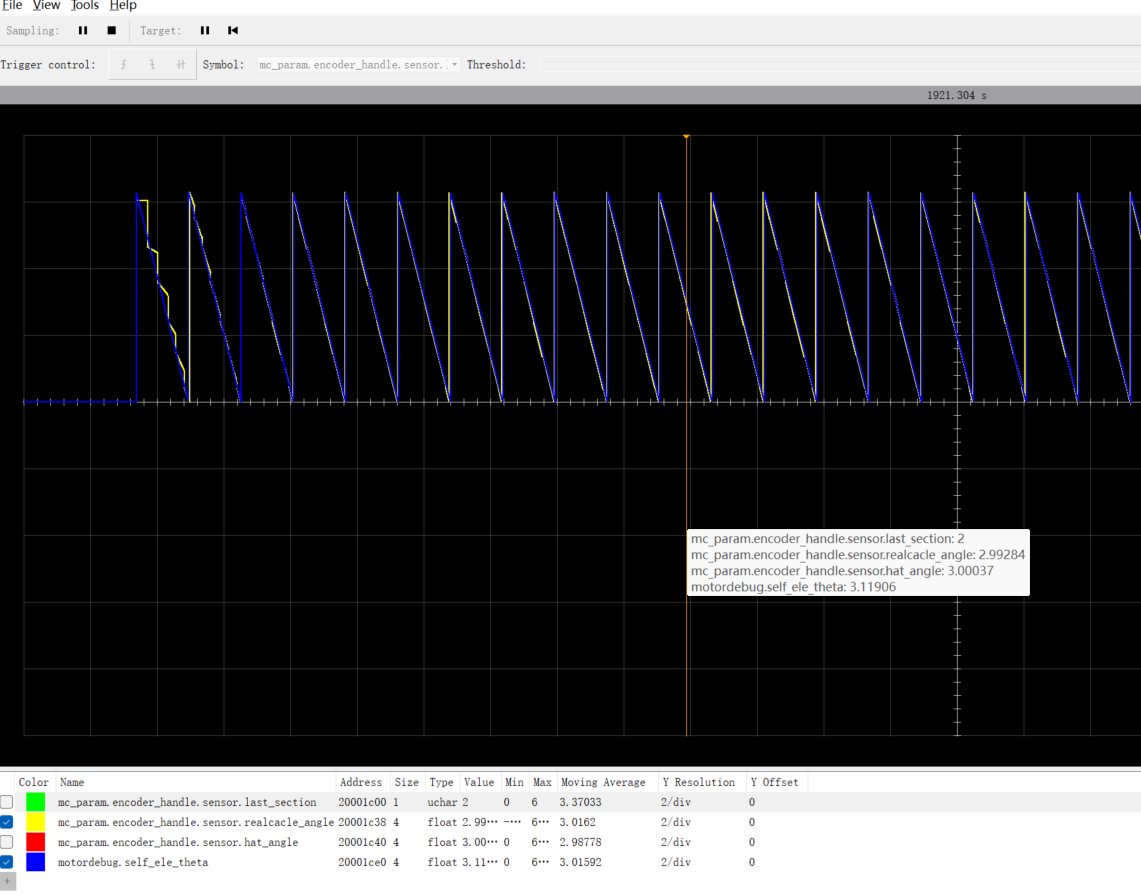 File View Tools Help
Sampling: Target:
Trigger control: Symbol: mc_param.encoder_handle.sensor. Threshold:
1921.304 s
mc_param.encoder_handle.sensor.last_section: 2
mc_param.encoder_handle.sensor.realcacle_angle: 2.99284
mc_param.encoder_handle.sensor.hat_angle: 3.00037
motordebug.self_ele_theta: 3.11906
Color Name Address Size Type Value Min Max Moving Average Y Resolution Y Offset
mc_param.encoder_handle.sensor.last_section 20001c00 1 uchar 2 0 6 3.37033 2/div 0
mc_param.encoder_handle.sensor.realcacle_angle 20001c38 4 float 2.99··· -··· 6··· 3.0162 2/div 0
mc_param.encoder_handle.sensor.hat_angle 20001c40 4 float 3.00··· 0 6··· 2.98778 2/div 0
motordebug.self_ele_theta 20001ce0 4 float 3.11··· 0 6··· 3.01592 2/div 0
+